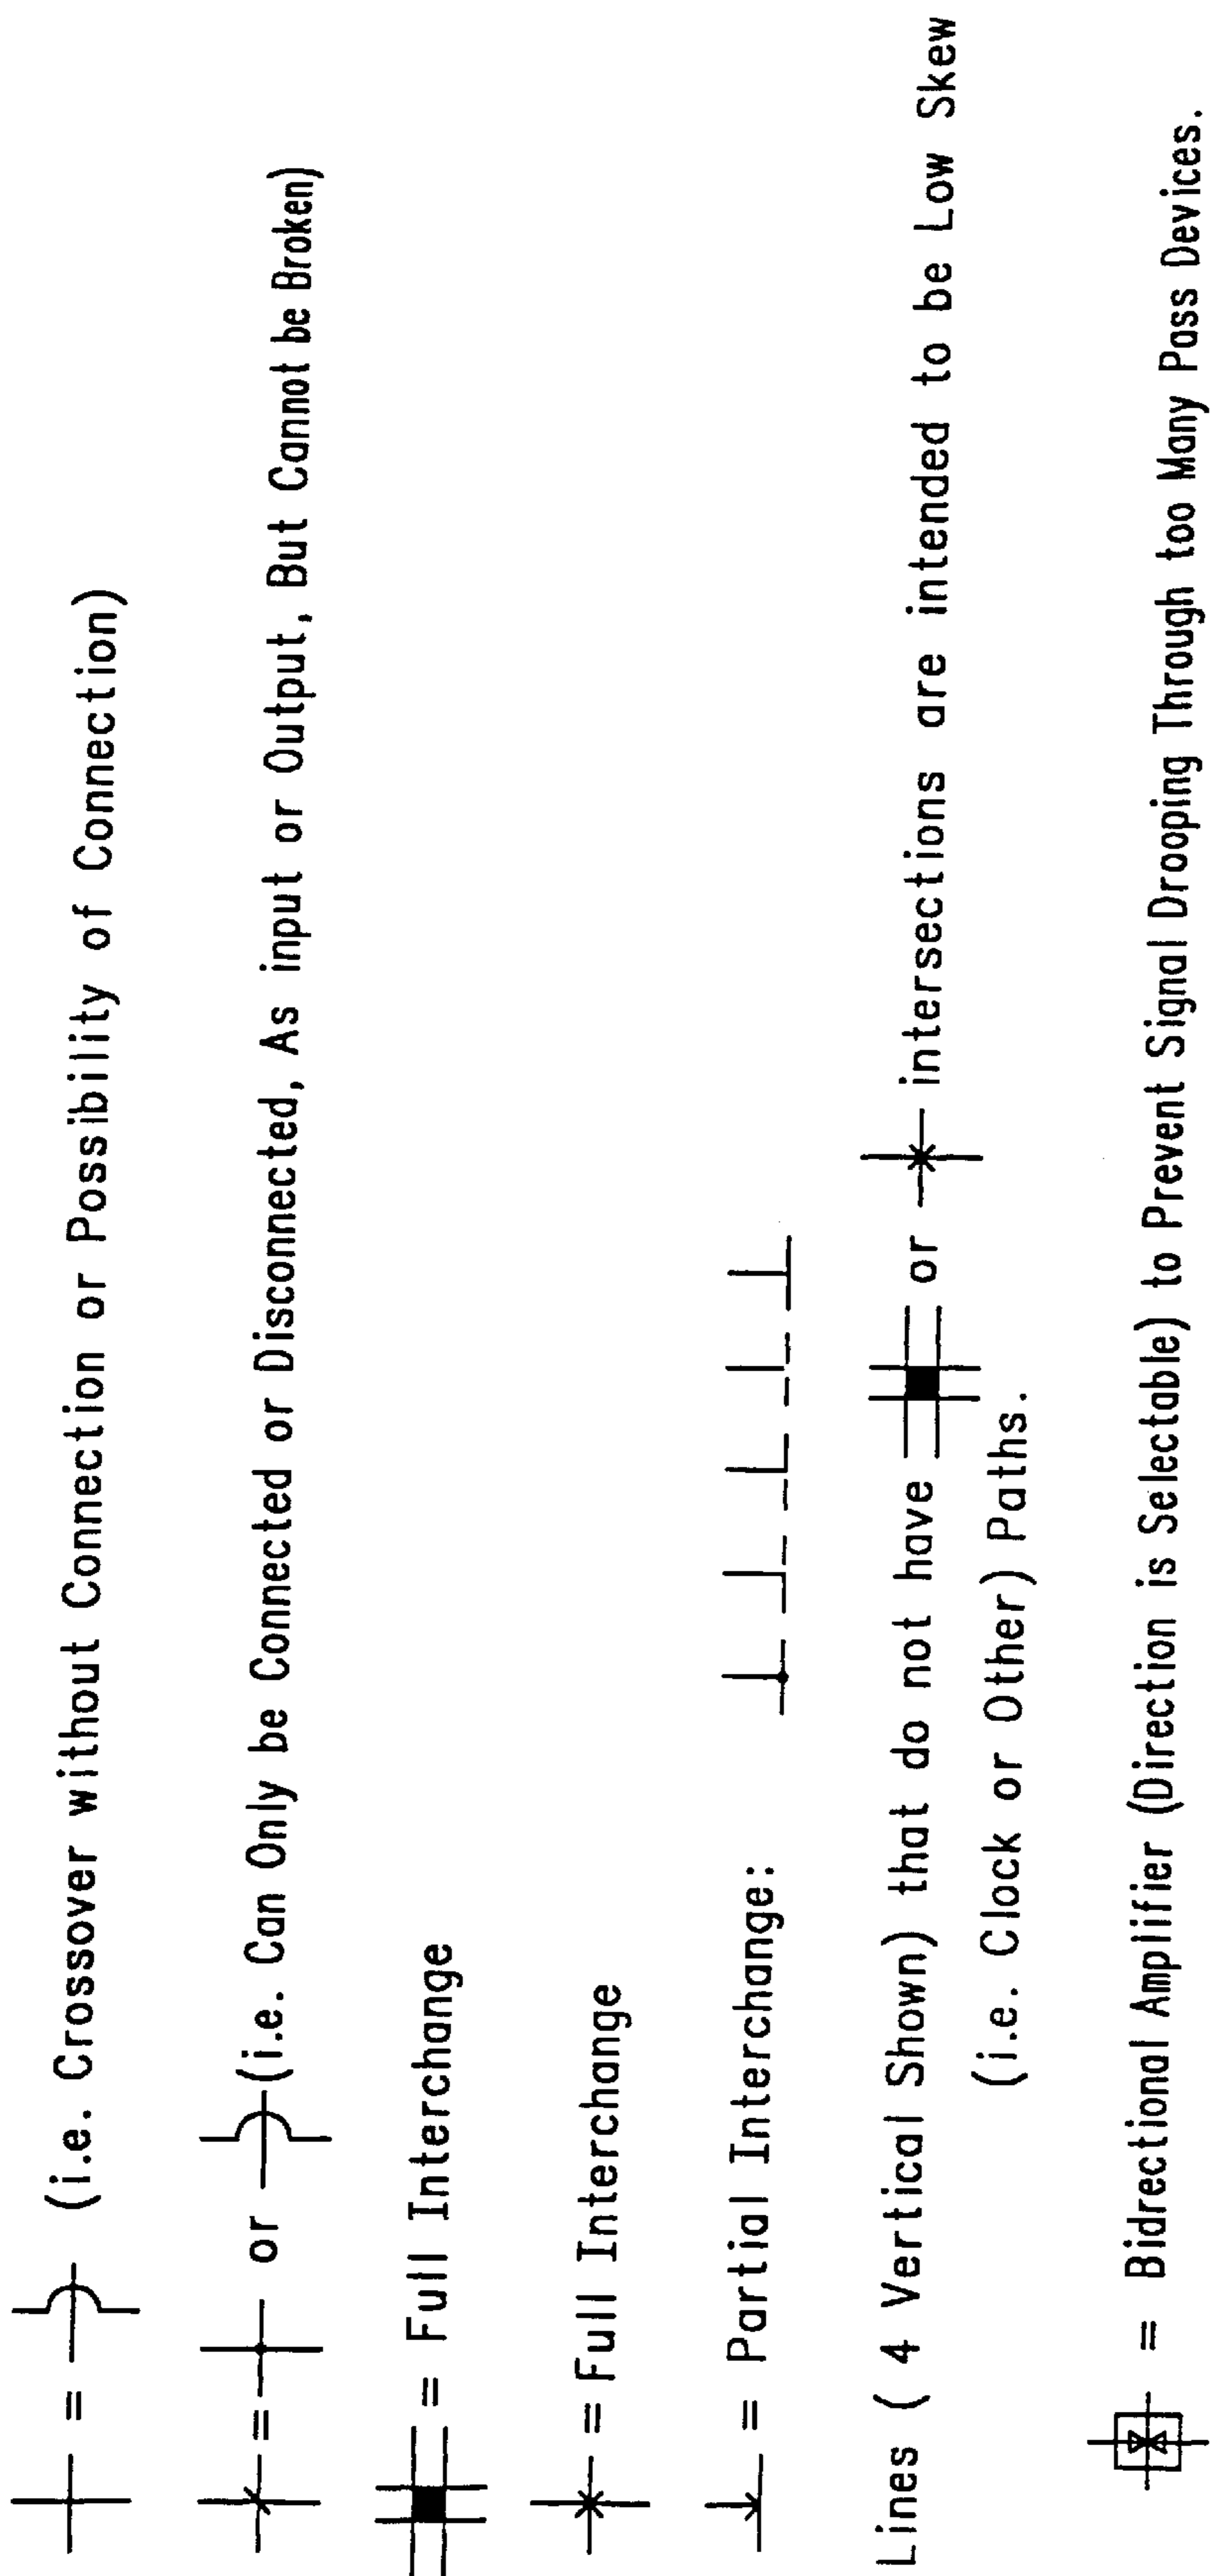 = (i.e. Crossover without Connection or Possibility of Connection)
= or (i.e. Can Only be Connected or Disconnected, As input or Output, But Cannot be Broken)
= Full Interchange
= Full Interchange
= Partial Interchange:
Lines ( 4 Vertical Shown) that do not have or intersections are intended to be Low Skew
(i.e. Clock or Other) Paths.
= Bidrectional Amplifier (Direction is Selectable) to Prevent Signal Drooping Through too Many Pass Devices.